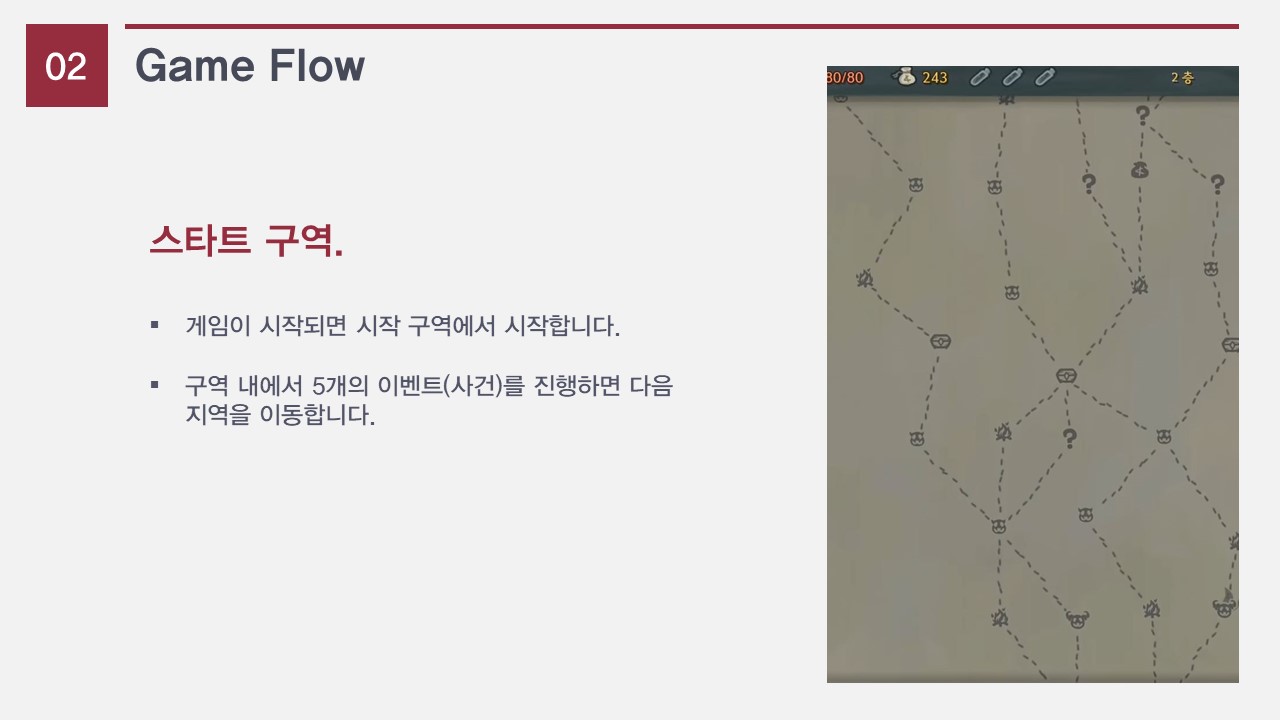 02
Game Flow
80/80
243
2 층
스타트 구역.
▪ 게임이 시작되면 시작 구역에서 시작합니다.
▪ 구역 내에서 5개의 이벤트(사건)를 진행하면 다음
지역을 이동합니다.